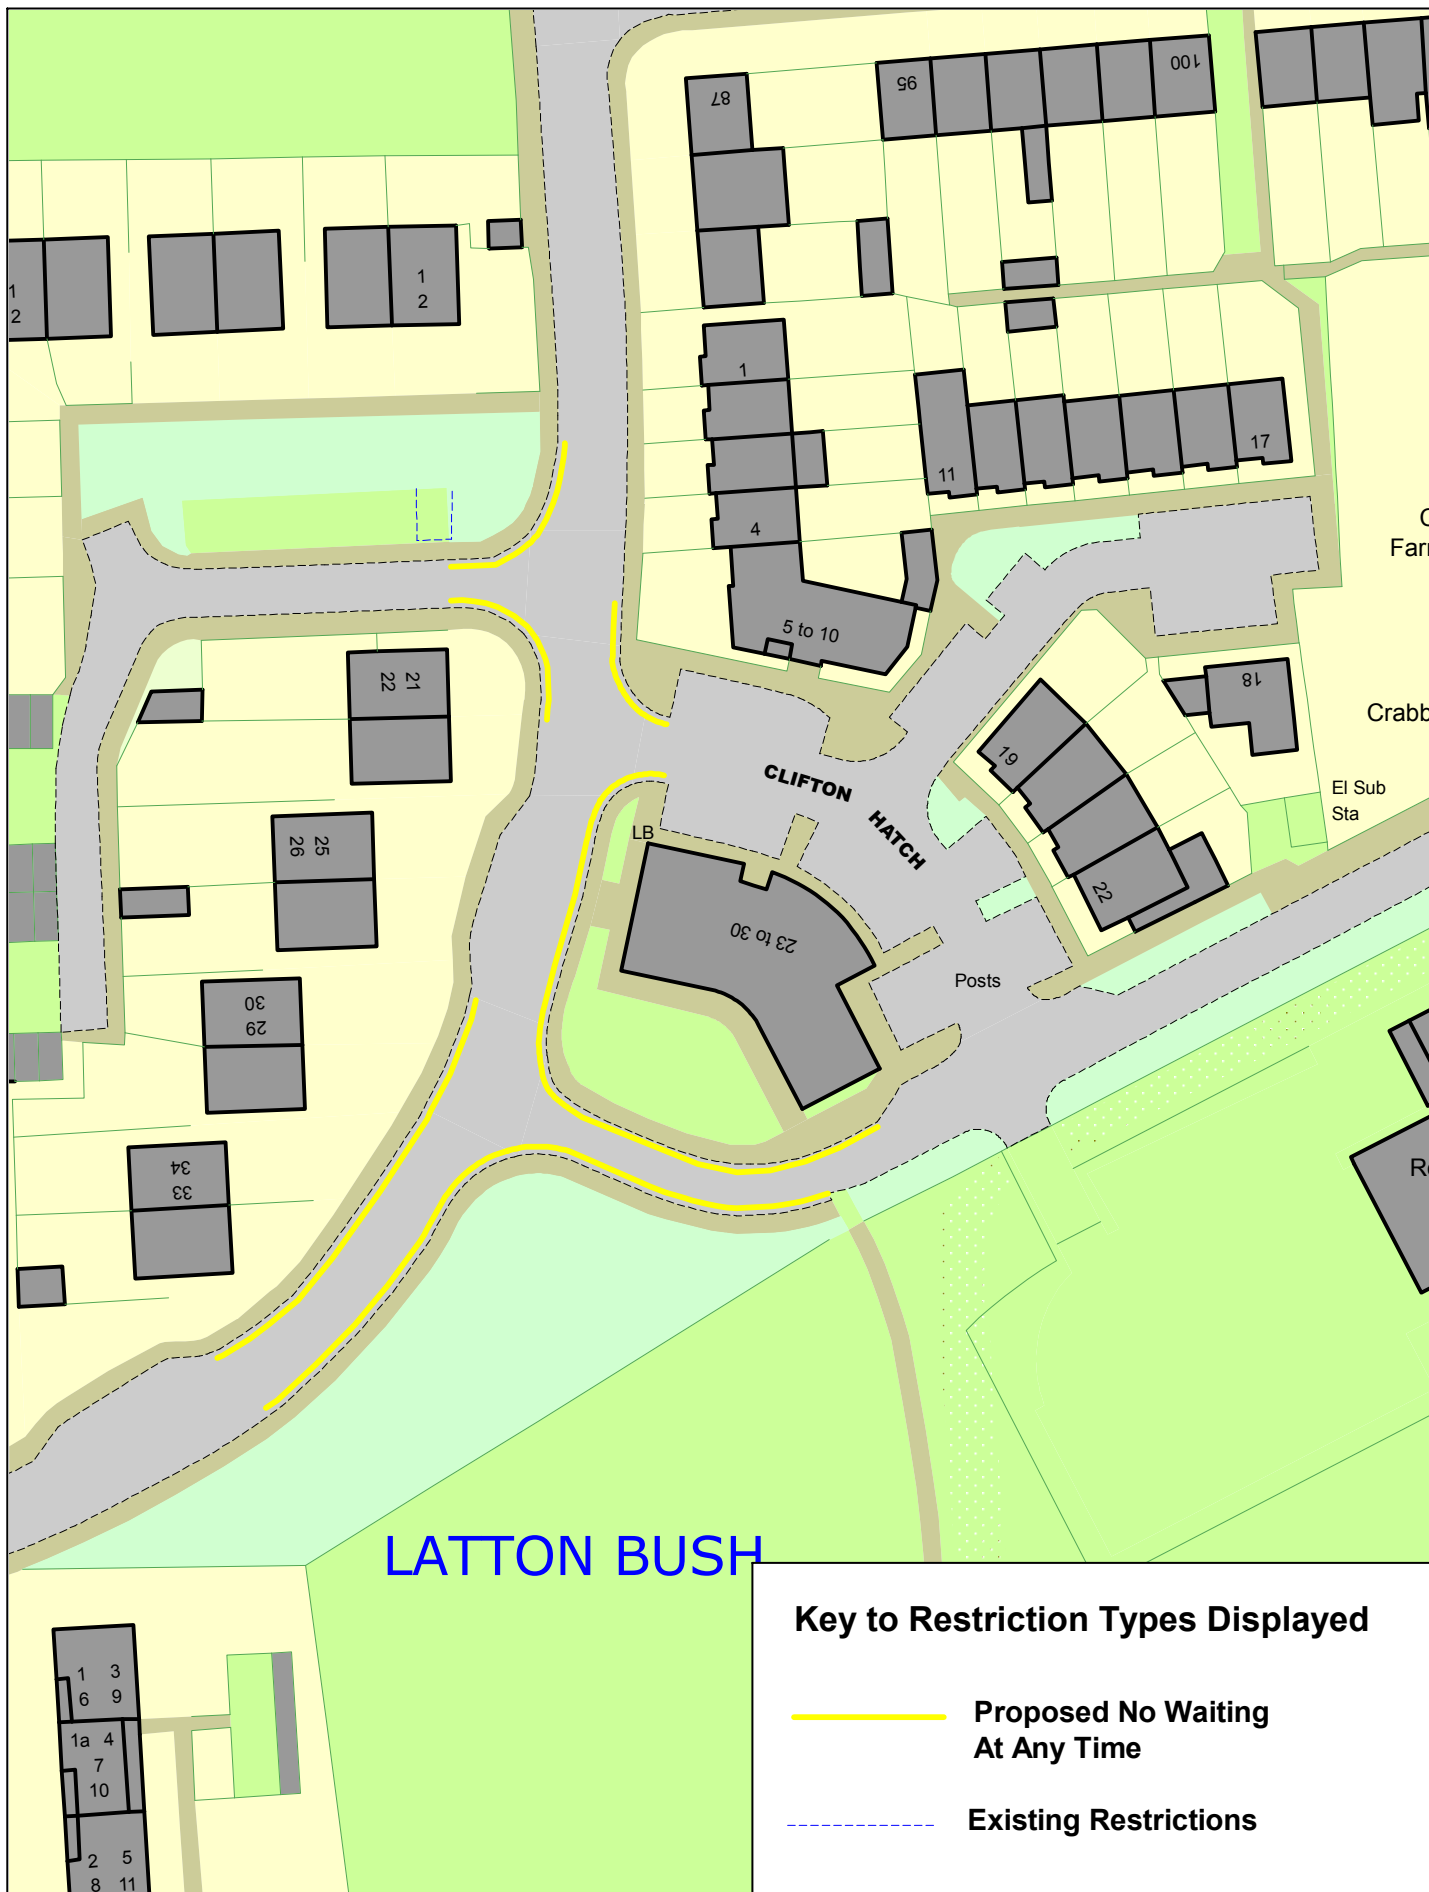 87
95
100
1
2
1
2
1
11
17
4
5 to 10
22 21
18
19
CLIFTON
HATCH
El Sub
Sta
LB
26 25
22
23 to 30
Posts
30
29
34
33
LATTON BUSH
Key to Restriction Types Displayed
Proposed No Waiting
At Any Time
Existing Restrictions
1 3
6 9
1a 4
7
10
2 5
8 11